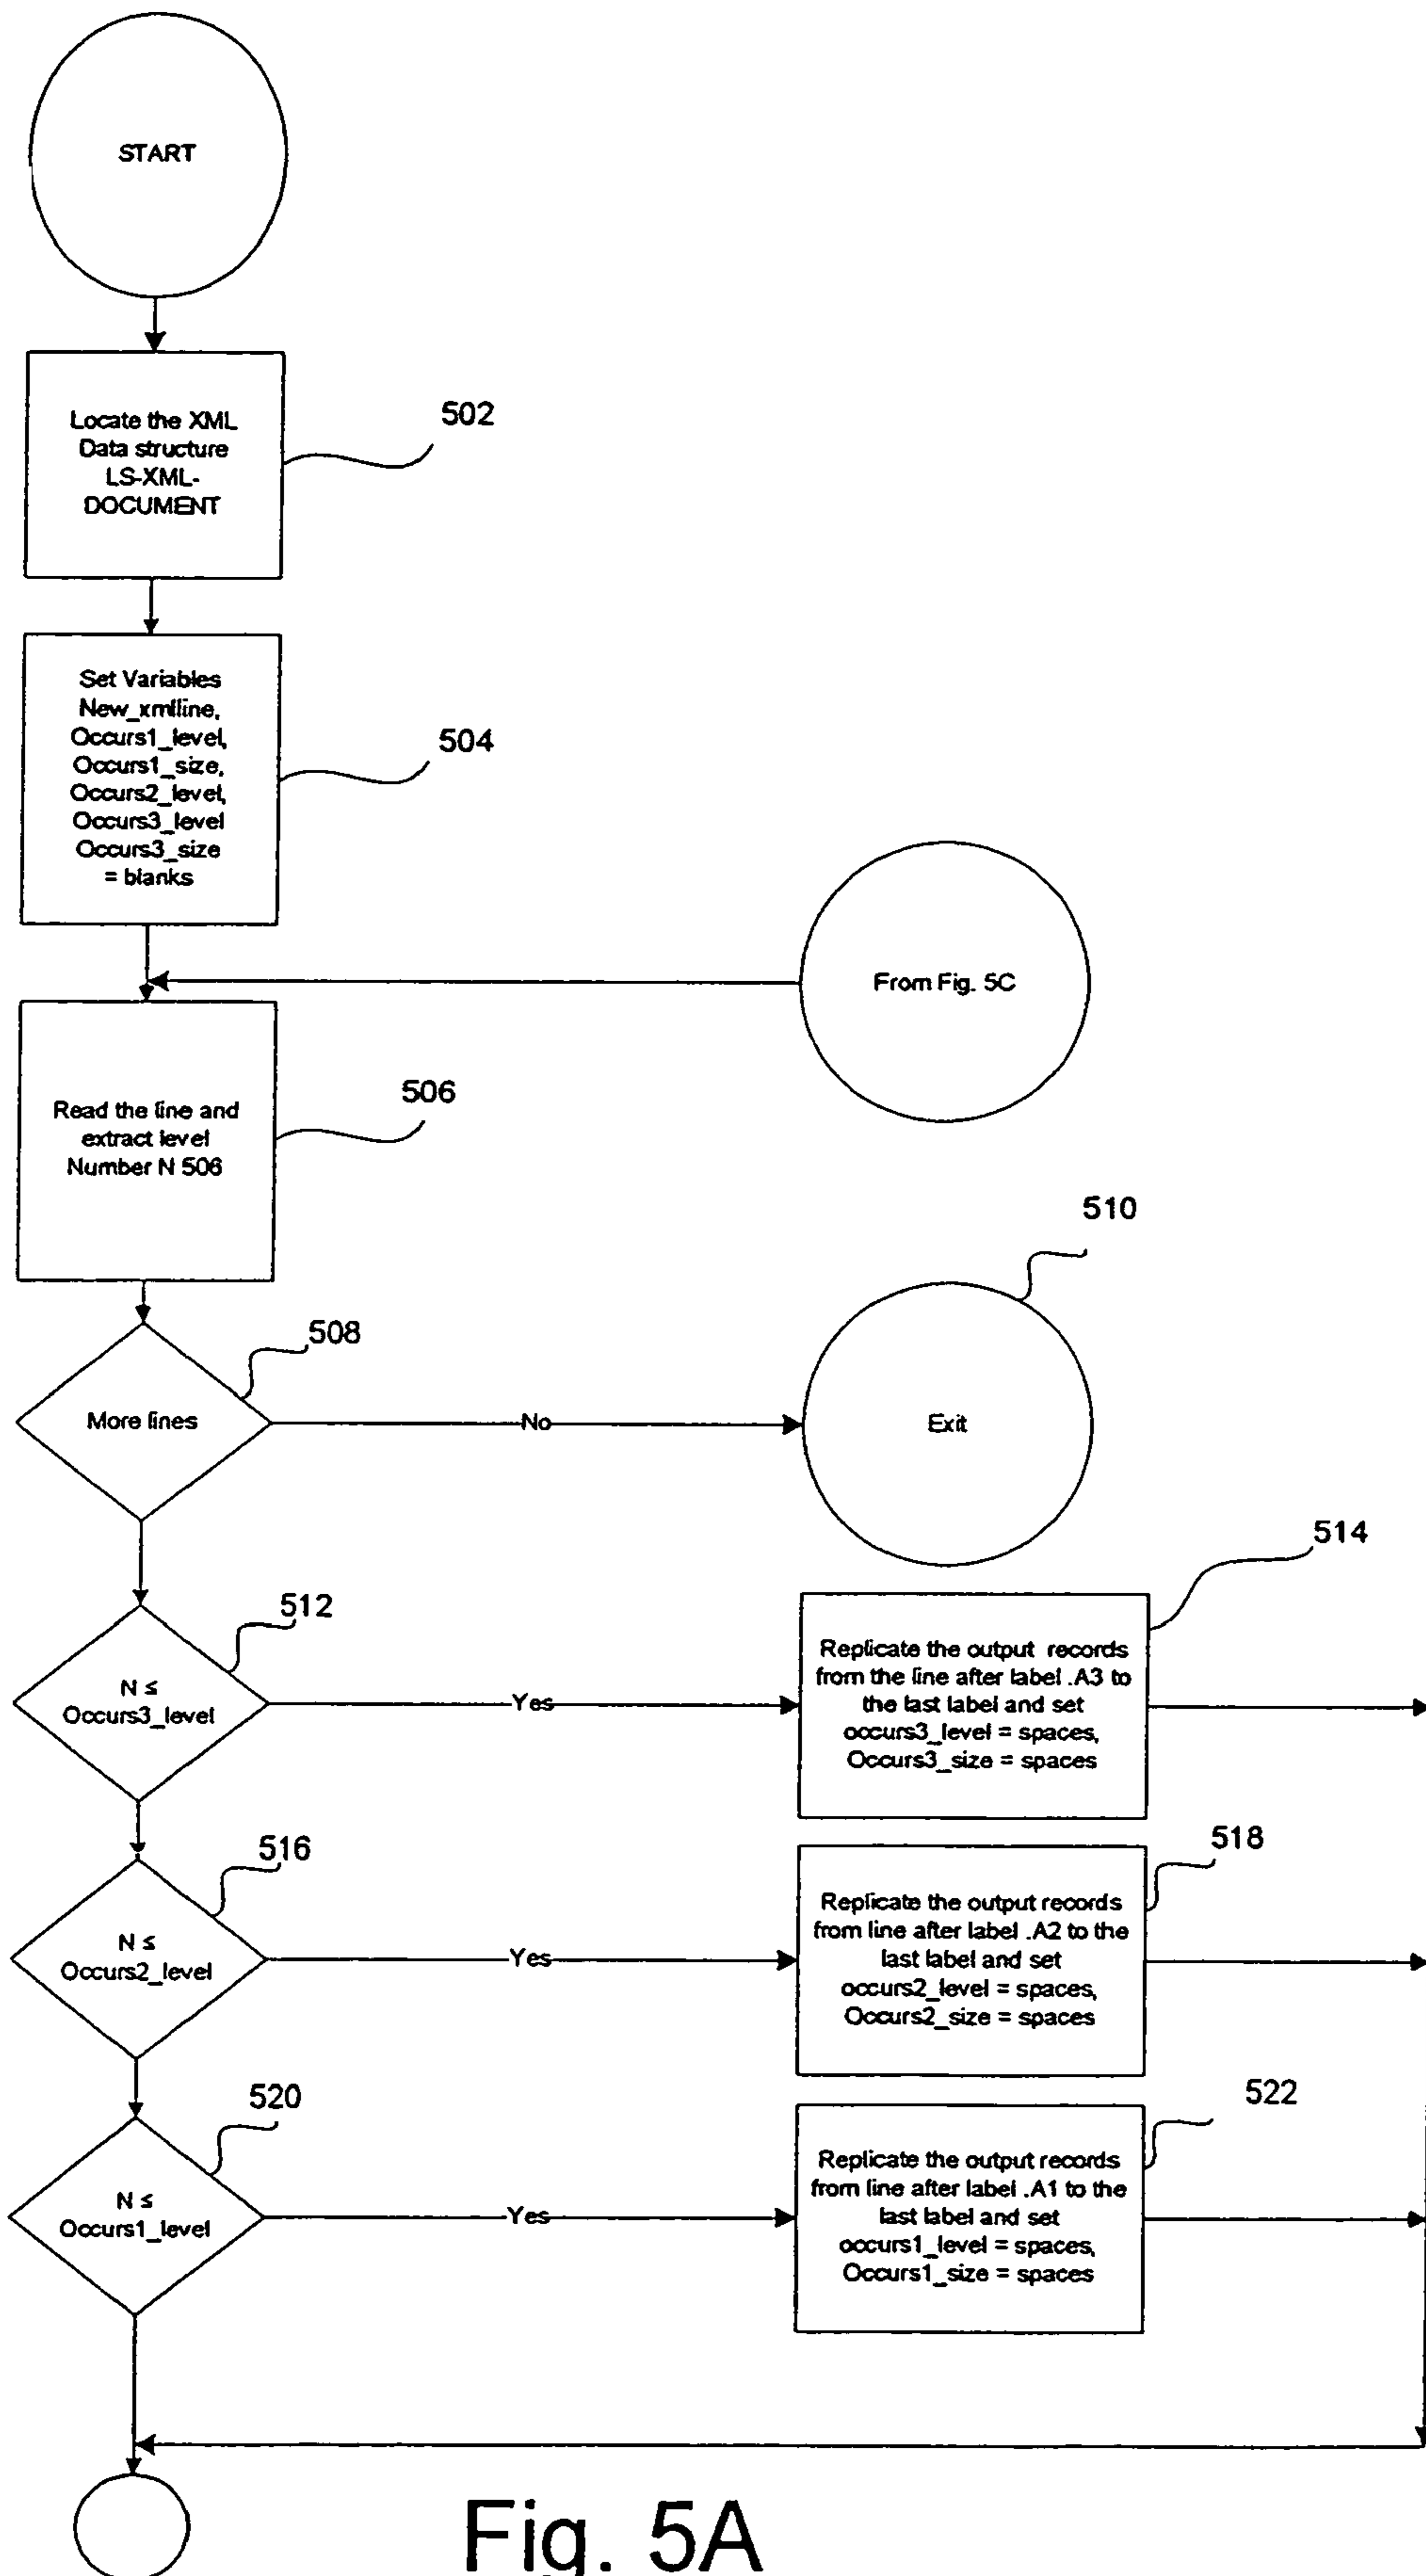 START
Locate the XML
Data structure
LS-XML-
DOCUMENT
502
Set Variables
New_xmlline,
Occurs1_level,
Occurs1_size,
Occurs2_level,
Occurs3_level
Occurs3_size
= blanks
504
From Fig. 5C
Read the line and
extract level
Number N 506
506
510
508
More lines
No
Exit
514
512
N ≤
Occurs3_level
Yes
Replicate the output records
from the line after label .A3 to
the last label and set
occurs3_level = spaces,
Occurs3_size = spaces
516
518
N ≤
Occurs2_level
Yes
Replicate the output records
from line after label .A2 to the
last label and set
occurs2_level = spaces,
Occurs2_size = spaces
520
522
N ≤
Occurs1_level
Yes
Replicate the output records
from line after label .A1 to the
last label and set
occurs1_level = spaces,
Occurs1_size = spaces
Fig. 5A